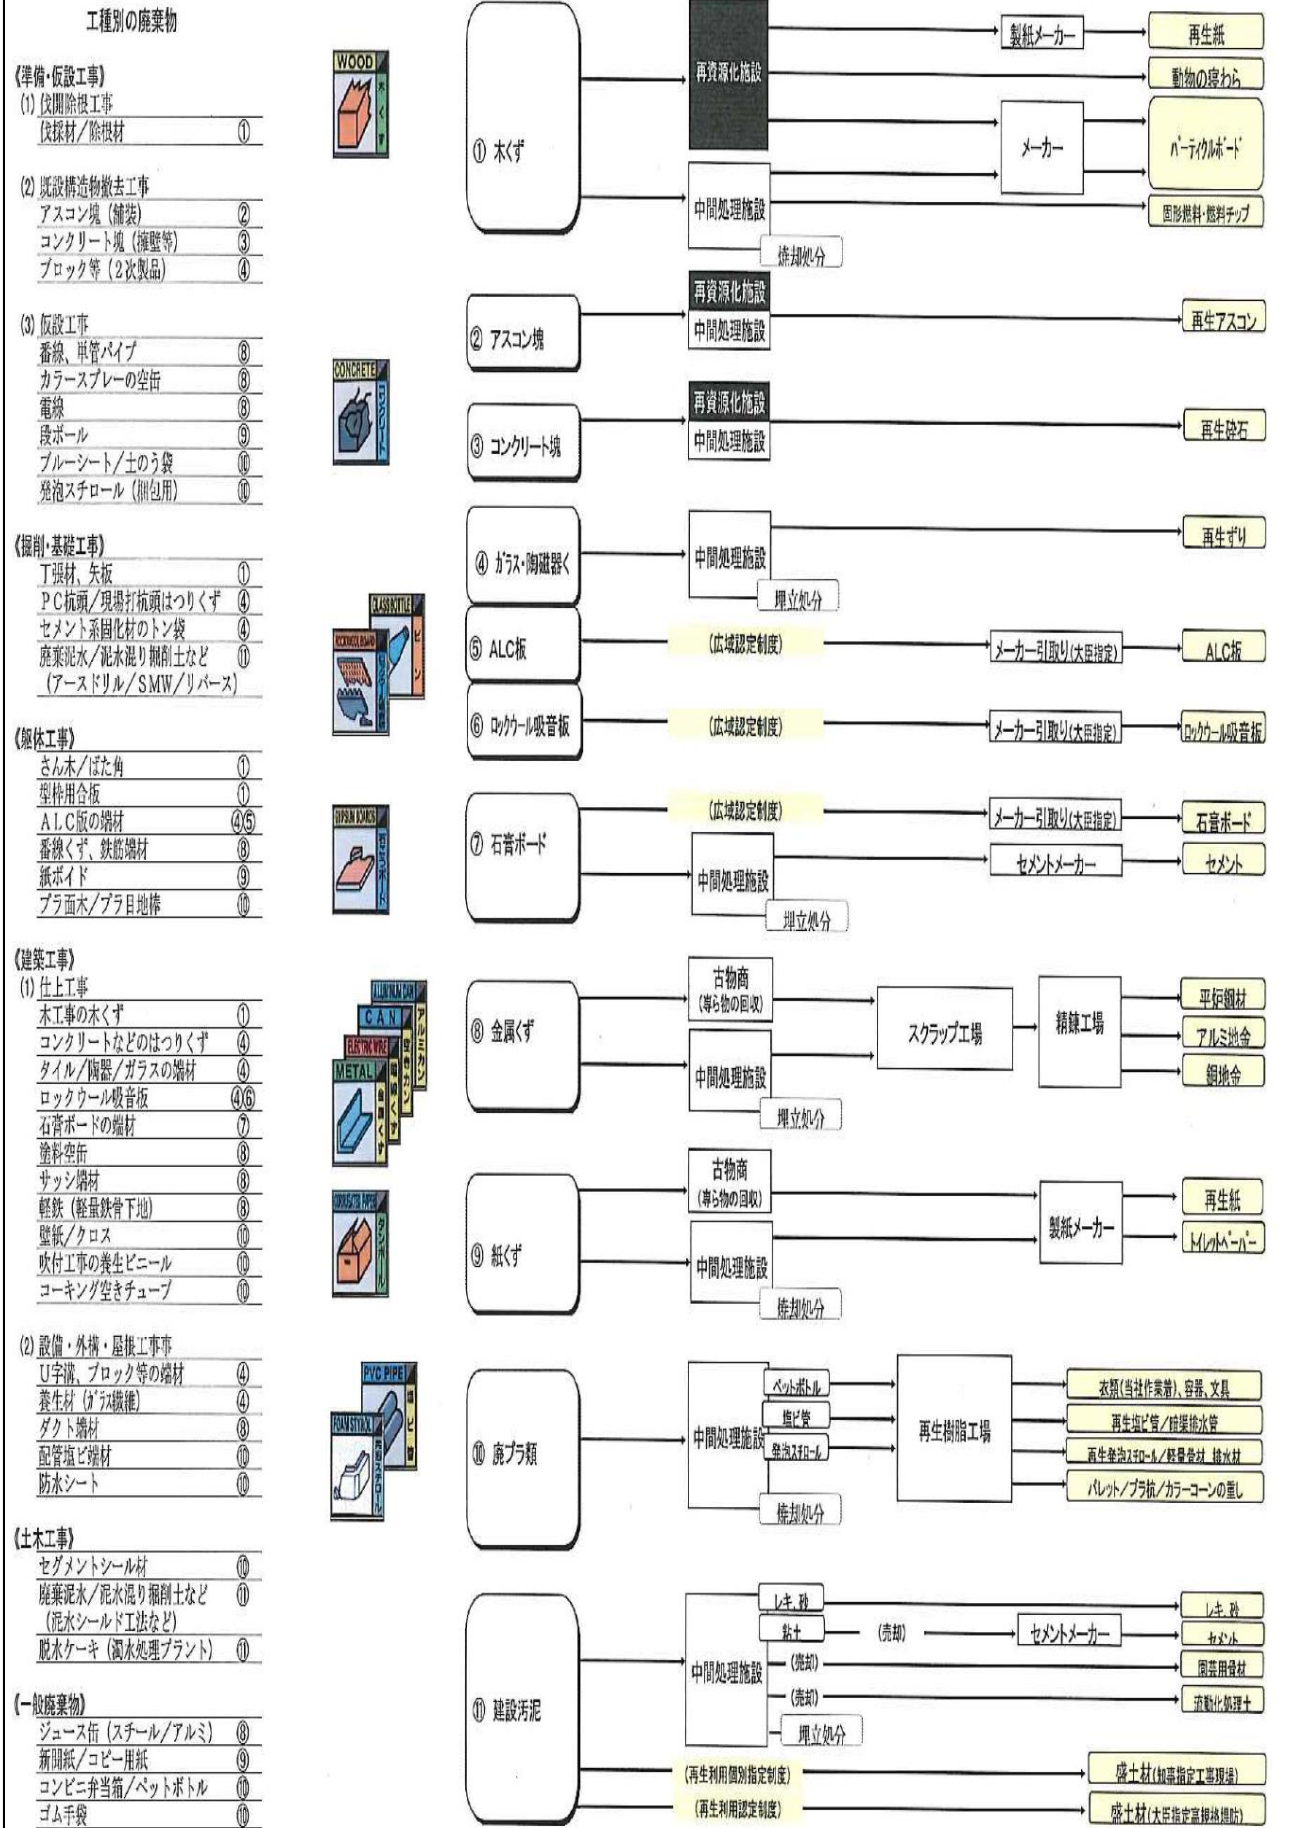 工種別の廃棄物
《準備・仮設工事》
(1) 伐開除根工事
伐採材／除根材 ①
(2) 既設構造物撤去工事
アスコン塊（舗装） ②
コンクリート塊（擁壁等） ③
ブロック等（２次製品） ④
(3) 仮設工事
番線、単管パイプ ⑧
カラースプレーの空缶 ⑧
電線 ⑧
段ボール ⑨
ブルーシート／土のう袋 ⑩
発泡スチロール（梱包用） ⑩
《掘削・基礎工事》
丁張材、矢板 ①
ＰＣ杭頭／現場打杭頭はつりくず ④
セメント系固化材のトン袋 ④
廃棄泥水／泥水混り掘削土など ⑪
（アースドリル／ＳＭＷ／リバース）
《躯体工事》
さん木／ばた角 ①
型枠用合板 ①
ＡＬＣ版の端材 ④⑤
番線くず、鉄筋端材 ⑧
紙ボイド ⑨
プラ面木／プラ目地棒 ⑩
《建築工事》
(1) 仕上工事
木工事の木くず ①
コンクリートなどのはつりくず ④
タイル／陶器／ガラスの端材 ④
ロックウール吸音板 ④⑥
石膏ボードの端材 ⑦
塗料空缶 ⑧
サッシ端材 ⑧
軽鉄（軽量鉄骨下地） ⑧
壁紙／クロス ⑩
吹付工事の養生ビニール ⑩
コーキング空きチューブ ⑩
(2) 設備・外構・屋根工事亊
Ｕ字溝、ブロック等の端材 ④
養生材（ガラス繊維） ④
ダクト端材 ⑧
配管塩ビ端材 ⑩
防水シート ⑩
《土木工事》
セグメントシール材 ⑩
廃棄泥水／泥水混り掘削土など ⑪
（泥水シールド工法など）
脱水ケーキ（濁水処理プラント） ⑪
《一般廃棄物》
ジュース缶（スチール／アルミ） ⑧
新聞紙／コピー用紙 ⑨
コンビニ弁当箱／ペットボトル ⑩
ゴム手袋 ⑩
WOOD
木くず
CONCRETE
コンクリート
GLASS BOTTLE
ビン
ROCKWOOL BOARD
GYPSUM BOARDS
石こうボード
ALUMINUM CAN
アルミカン
CAN
空きカン
ELECTRIC WIRE
電線くず
METAL
金属くず
ダンボール
PVC PIPE
塩ビ管
FOAM STYROL
発泡スチロール
① 木くず
再資源化施設
製紙メーカー
再生紙
動物の寝わら
メーカー
パーティクルボード
中間処理施設
固形燃料・燃料チップ
焼却処分
② アスコン塊
再資源化施設
中間処理施設
再生アスコン
③ コンクリート塊
再資源化施設
中間処理施設
再生砕石
④ ガラス・陶磁器く
中間処理施設
再生ずり
埋立処分
⑤ ALC板
（広域認定制度）
メーカー引取り(大臣指定)
ALC板
⑥ ロックウール吸音板
（広域認定制度）
メーカー引取り(大臣指定)
ロックウール吸音板
⑦ 石膏ボード
（広域認定制度）
メーカー引取り(大臣指定)
石膏ボード
中間処理施設
セメントメーカー
セメント
埋立処分
⑧ 金属くず
古物商
（専ら物の回収）
中間処理施設
スクラップ工場
精錬工場
平炉鋼材
アルミ地金
銅地金
埋立処分
⑨ 紙くず
古物商
（専ら物の回収）
中間処理施設
製紙メーカー
再生紙
トイレットペーパー
焼却処分
⑩ 廃プラ類
中間処理施設
ペットボトル
塩ビ管
発泡スチロール
再生樹脂工場
衣類(当社作業着)、容器、文具
再生塩ビ管／暗渠排水管
再生発泡スチロール／軽量骨材 排水材
パレット／プラ杭／カラーコーンの重し
焼却処分
⑪ 建設汚泥
中間処理施設
レキ、砂
レキ、砂
粘土
（売却）
セメントメーカー
セメント
（売却）
園芸用骨材
（売却）
流動化処理土
埋立処分
（再生利用個別指定制度）
盛土材(知事指定工事現場)
（再生利用認定制度）
盛土材(大臣指定高規格堤防)